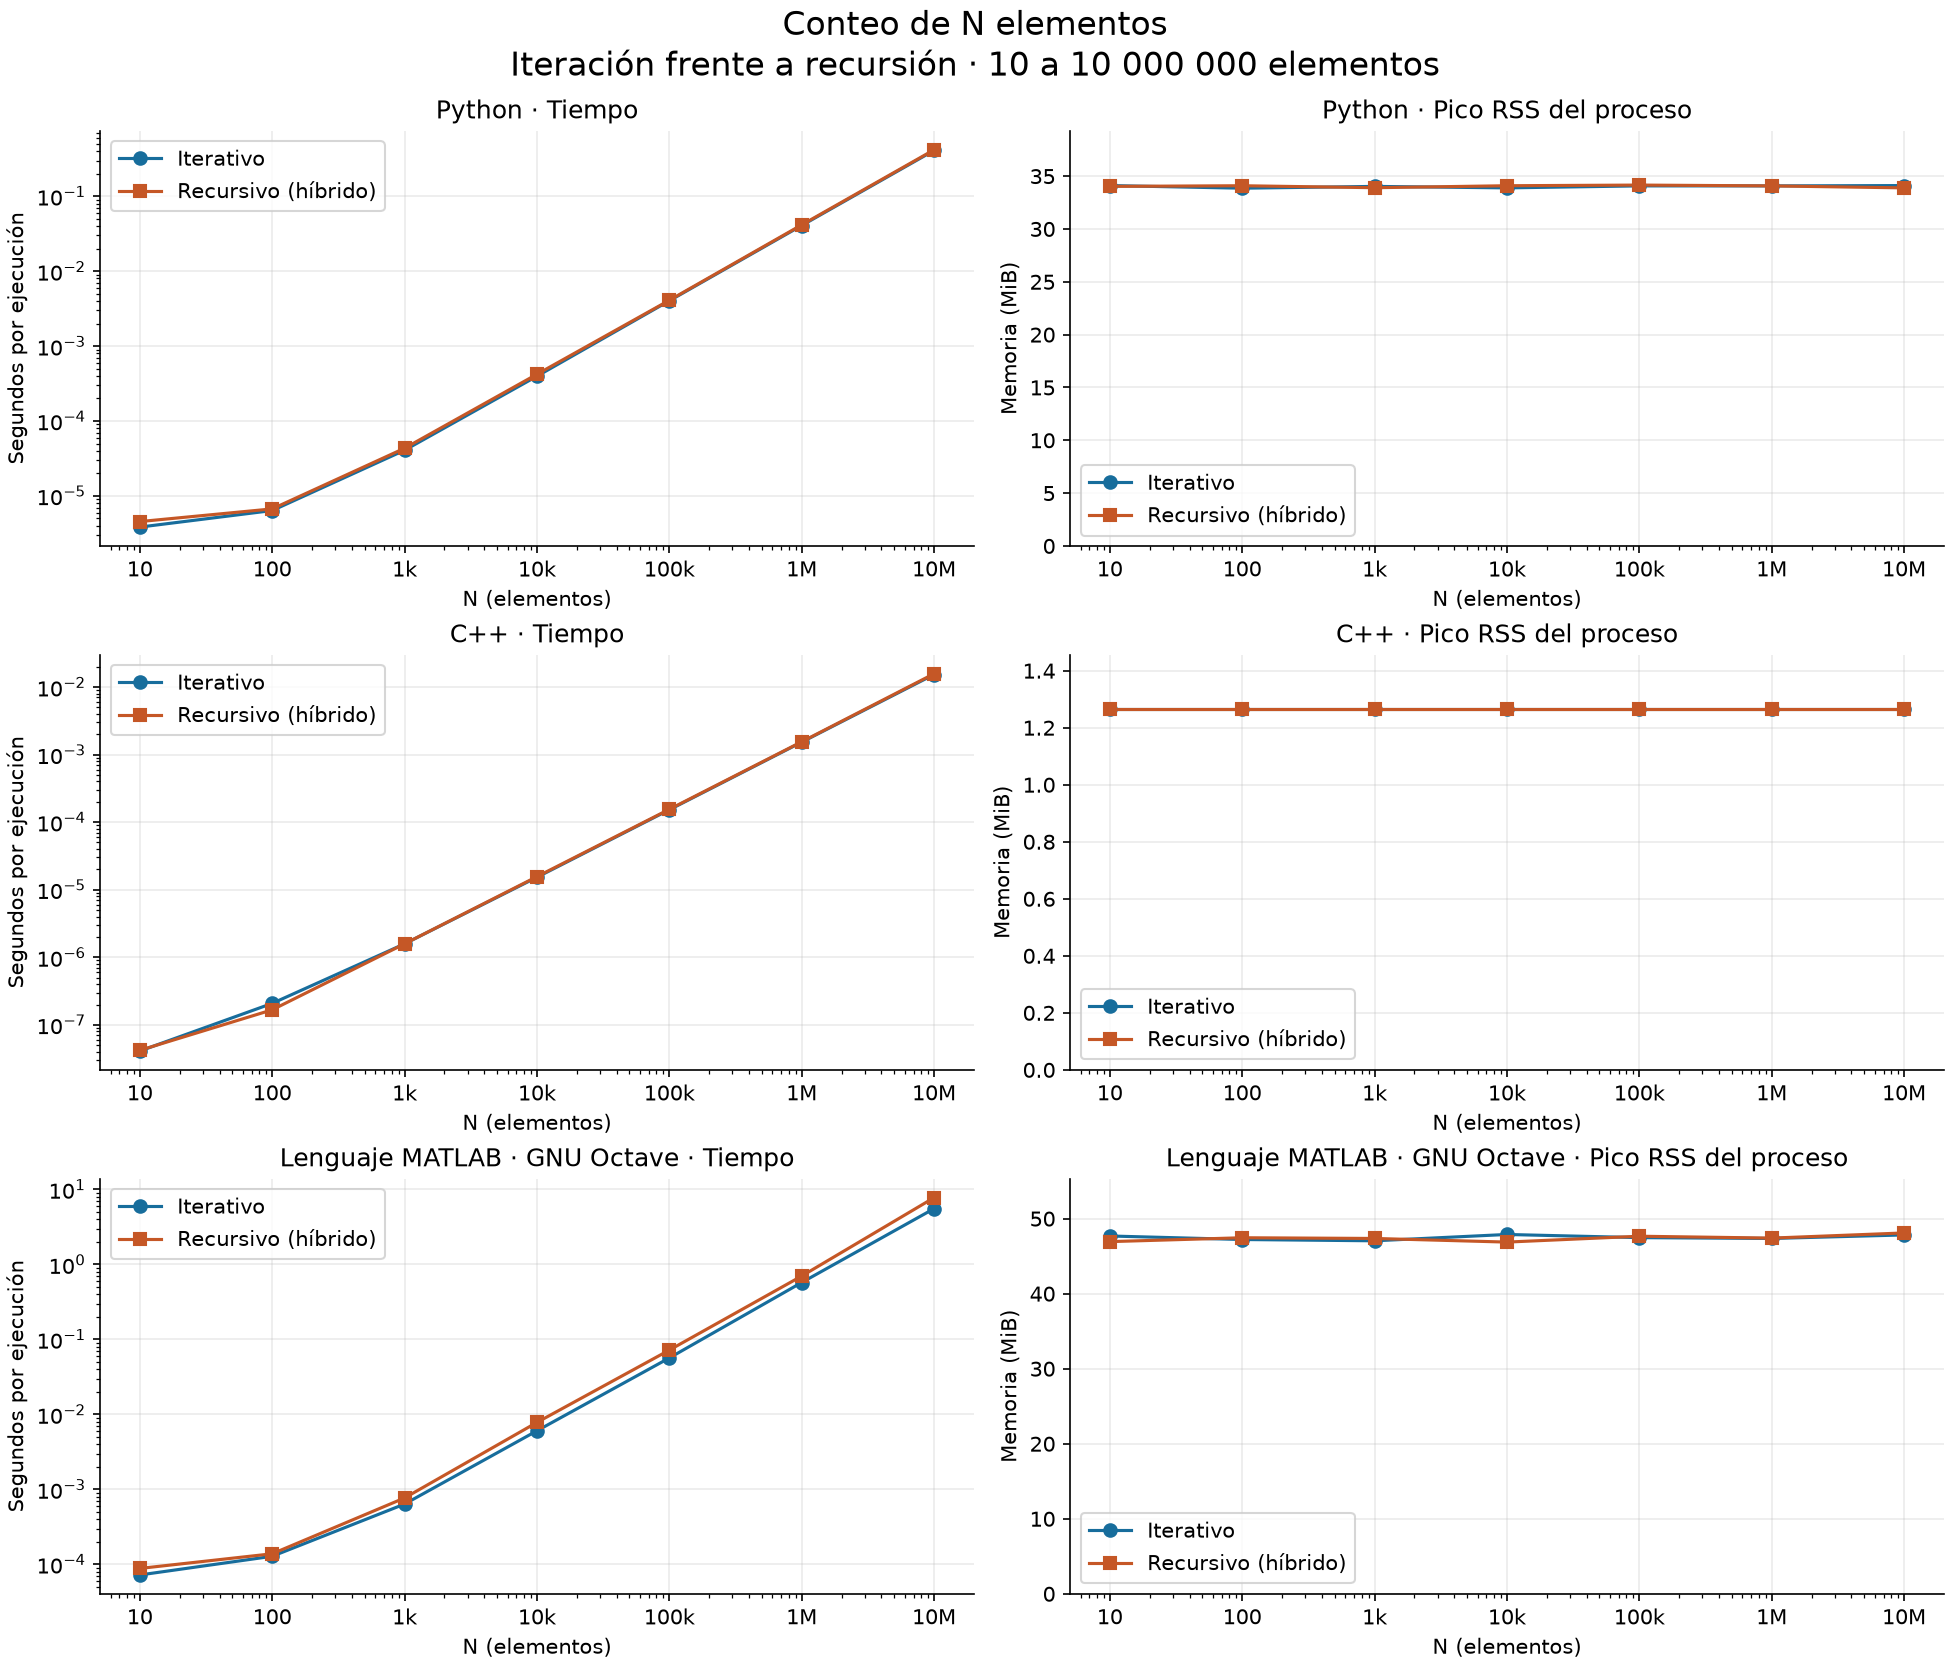 Conteo de N elementos
Iteración frente a recursión · 10 a 10 000 000 elementos
Python · Tiempo
Segundos por ejecución
10⁻¹
10⁻²
10⁻³
10⁻⁴
10⁻⁵
Iterativo
Recursivo (híbrido)
10 100 1k 10k 100k 1M 10M
N (elementos)
Python · Pico RSS del proceso
Memoria (MiB)
35
30
25
20
15
10
5
0
Iterativo
Recursivo (híbrido)
10 100 1k 10k 100k 1M 10M
N (elementos)
C++ · Tiempo
Segundos por ejecución
10⁻²
10⁻³
10⁻⁴
10⁻⁵
10⁻⁶
10⁻⁷
Iterativo
Recursivo (híbrido)
10 100 1k 10k 100k 1M 10M
N (elementos)
C++ · Pico RSS del proceso
Memoria (MiB)
1.4
1.2
1.0
0.8
0.6
0.4
0.2
0.0
Iterativo
Recursivo (híbrido)
10 100 1k 10k 100k 1M 10M
N (elementos)
Lenguaje MATLAB · GNU Octave · Tiempo
Segundos por ejecución
10¹
10⁰
10⁻¹
10⁻²
10⁻³
10⁻⁴
Iterativo
Recursivo (híbrido)
10 100 1k 10k 100k 1M 10M
N (elementos)
Lenguaje MATLAB · GNU Octave · Pico RSS del proceso
Memoria (MiB)
50
40
30
20
10
0
Iterativo
Recursivo (híbrido)
10 100 1k 10k 100k 1M 10M
N (elementos)